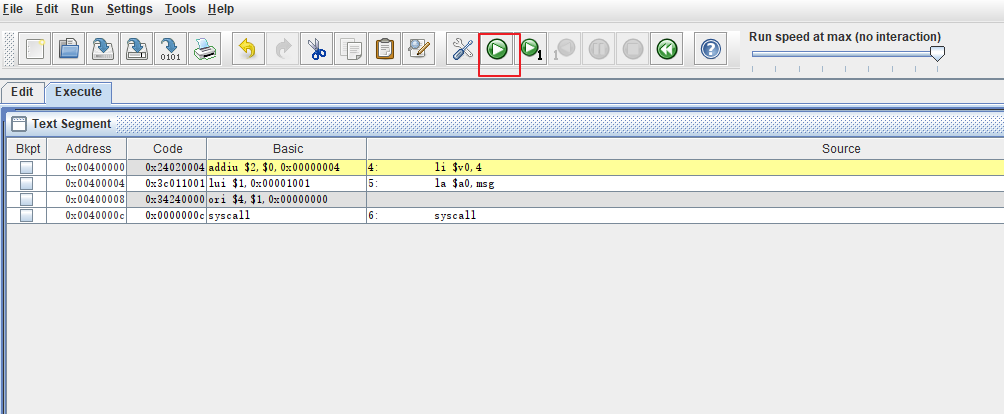 File Edit Run Settings Tools Help
0101 1 1 Run speed at max (no interaction)
Edit Execute
Text Segment
Bkpt Address Code Basic Source
0x00400000 0x24020004 addiu $2,$0,0x00000004 4: li $v0,4
0x00400004 0x3c011001 lui $1,0x00001001 5: la $a0,msg
0x00400008 0x34240000 ori $4,$1,0x00000000
0x0040000c 0x0000000c syscall 6: syscall